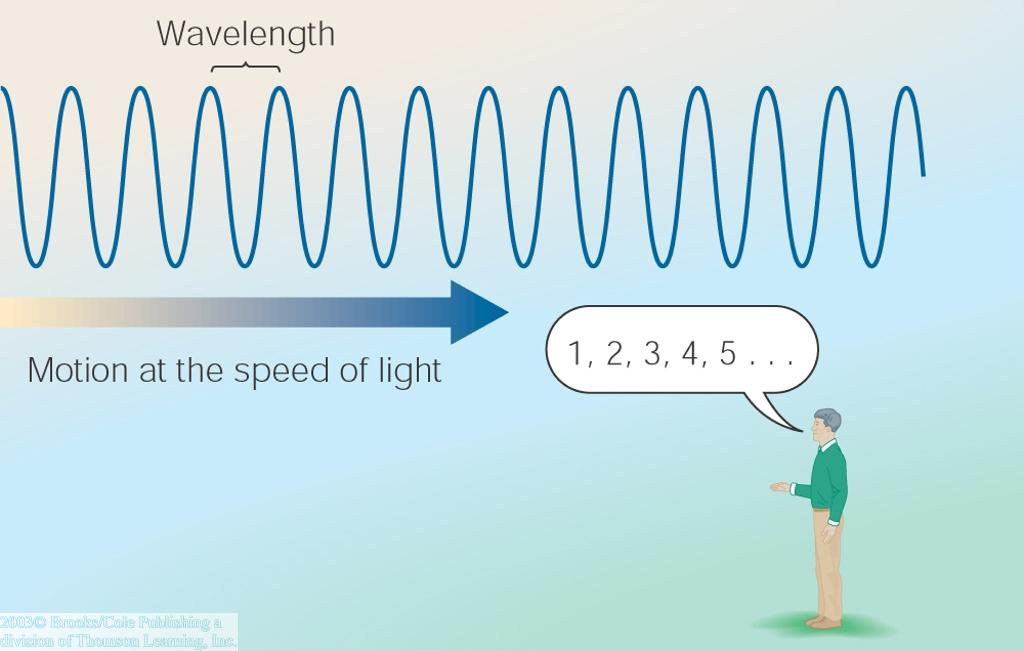 Wavelength
Motion at the speed of light
1, 2, 3, 4, 5 . . .
2003© Brooks/Cole Publishing a
division of Thomson Learning, Inc.